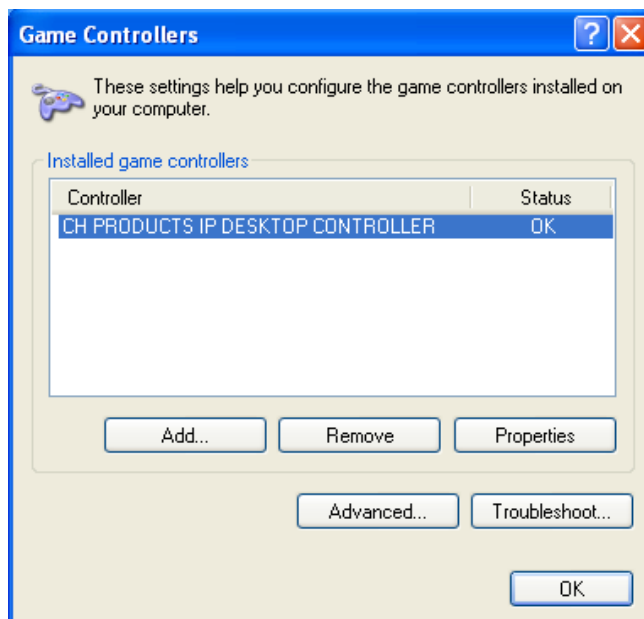 Game Controllers
These settings help you configure the game controllers installed on
your computer.
Installed game controllers
Controller Status
CH PRODUCTS IP DESKTOP CONTROLLER OK
Add... Remove Properties
Advanced... Troubleshoot...
OK